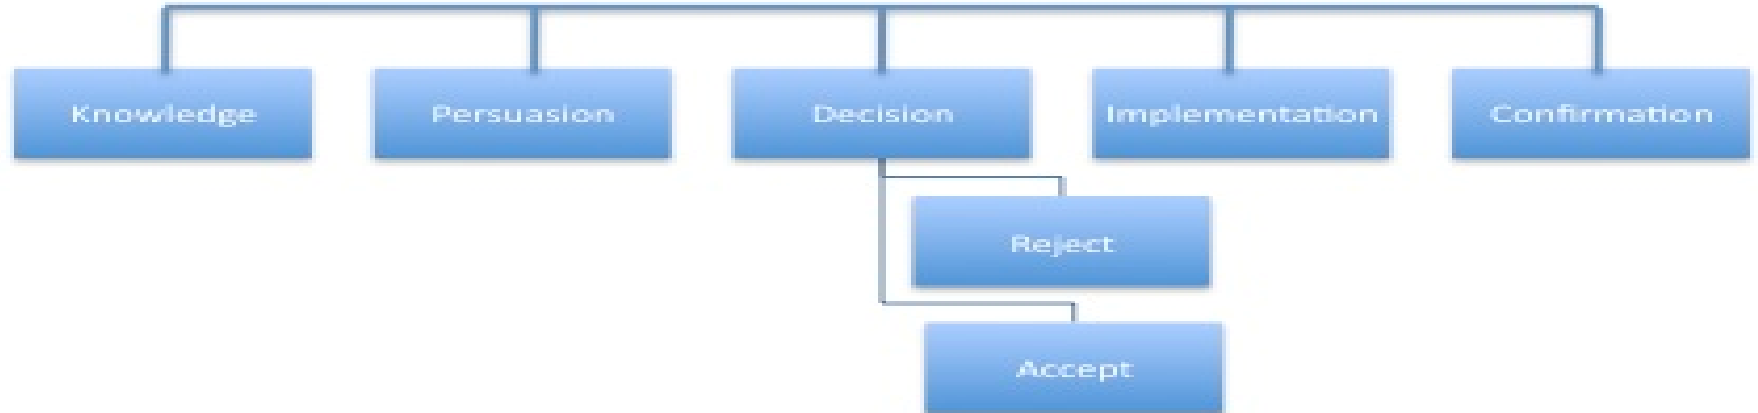 Knowledge
Persuasion
Decision
Implementation
Confirmation
Reject
Accept